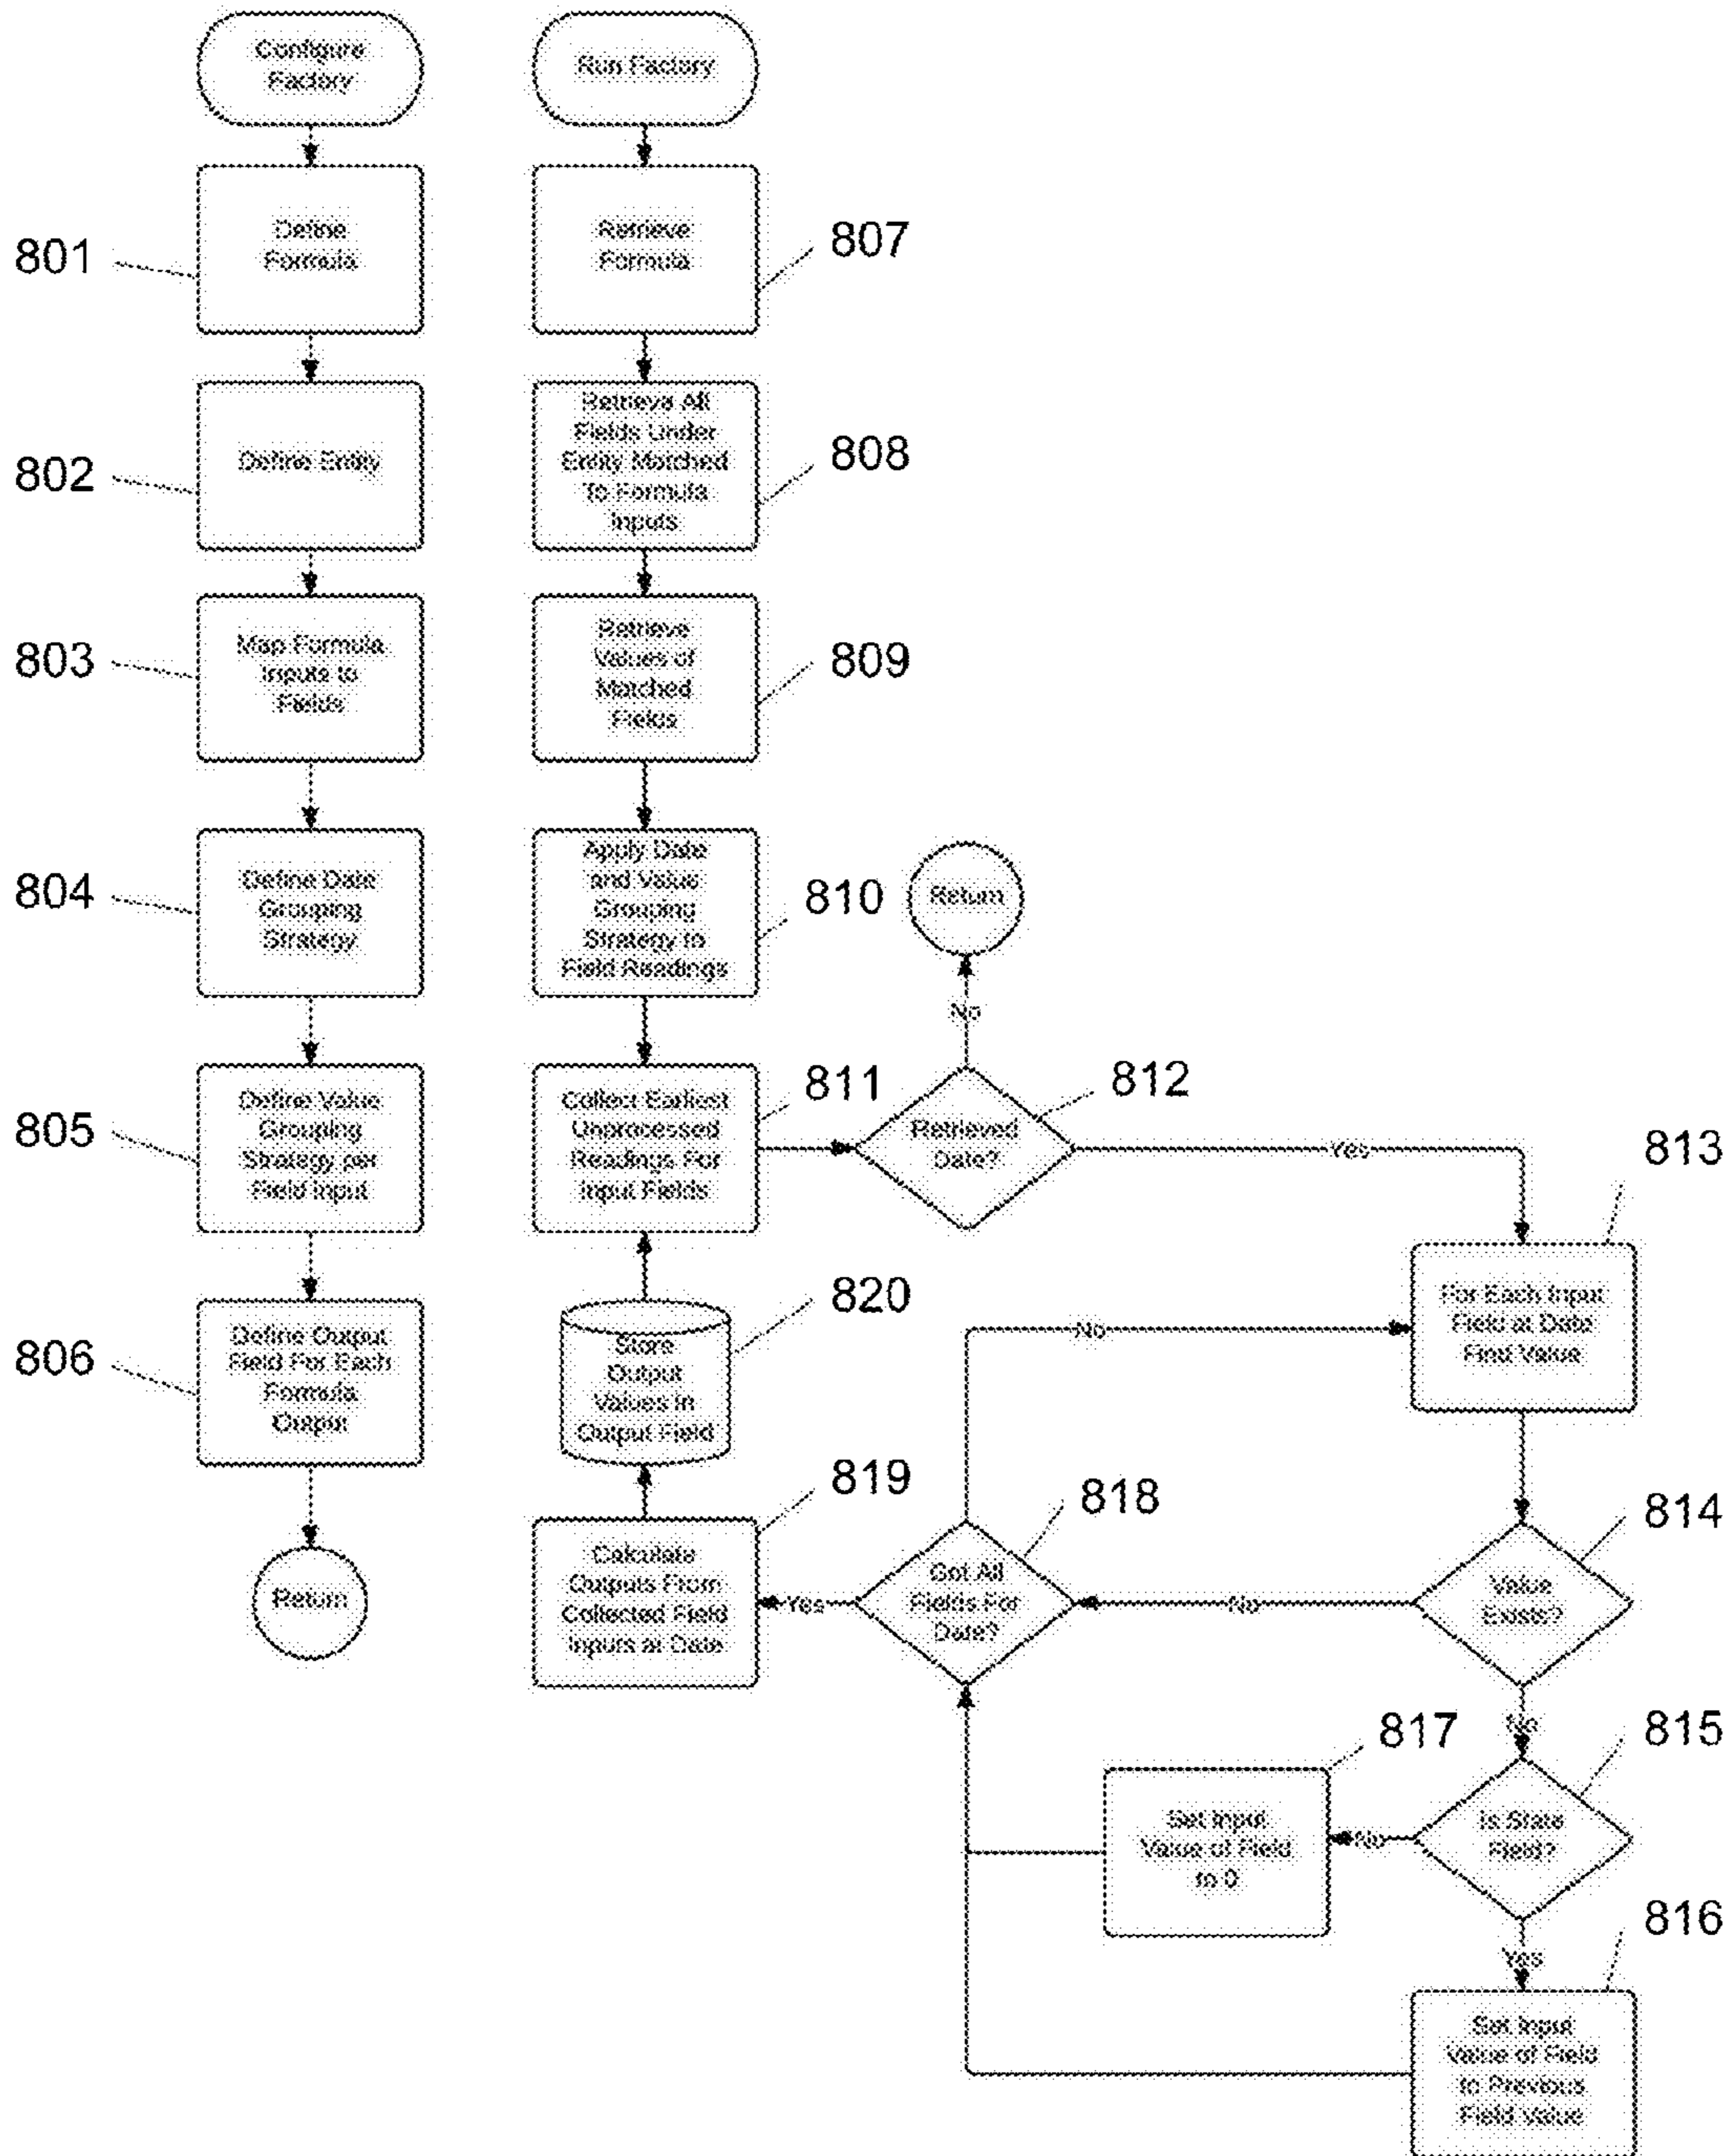 Configure
Factory
801
Define
Formula
802
Define Entity
803
Map Formula
Inputs to
Fields
804
Define Date
Grouping
Strategy
805
Define Value
Grouping
Strategy per
Field Input
806
Define Output
Field For Each
Formula
Output
Return
Run Factory
Retrieve
Formula
807
Retrieve All
Fields Under
Entity Matched
To Formula
Inputs
808
Retrieve
Values of
Matched
Fields
809
Apply Date
and Value
Grouping
Strategy to
Field Readings
810
Collect Earliest
Unprocessed
Readings For
Input Fields
811
Return
No
Retrieved
Date?
812
Yes
813
For Each Input
Field at Date
Find Value
No
814
Value
Exists?
No
No
815
Is State
Field?
No
Yes
816
Set Input
Value of Field
to Previous
Field Value
817
Set Input
Value of Field
to 0
818
Got All
Fields For
Date?
Yes
819
Calculate
Outputs From
Collected Field
Inputs at Date
820
Store
Output
Values In
Output Field